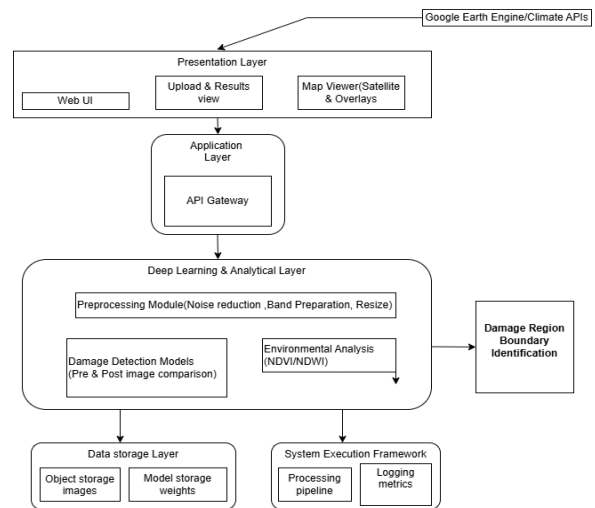 Google Earth Engine/Climate APIs
Presentation Layer
Web UI
Upload & Results
view
Map Viewer(Satellite
& Overlays
Application
Layer
API Gateway
Deep Learning & Analytical Layer
Preprocessing Module(Noise reduction ,Band Preparation, Resize)
Damage Detection Models
(Pre & Post image comparison)
Environmental Analysis
(NDVI/NDWI)
Damage Region
Boundary
Identification
Data storage Layer
Object storage
images
Model storage
weights
System Execution Framework
Processing
pipeline
Logging
metrics